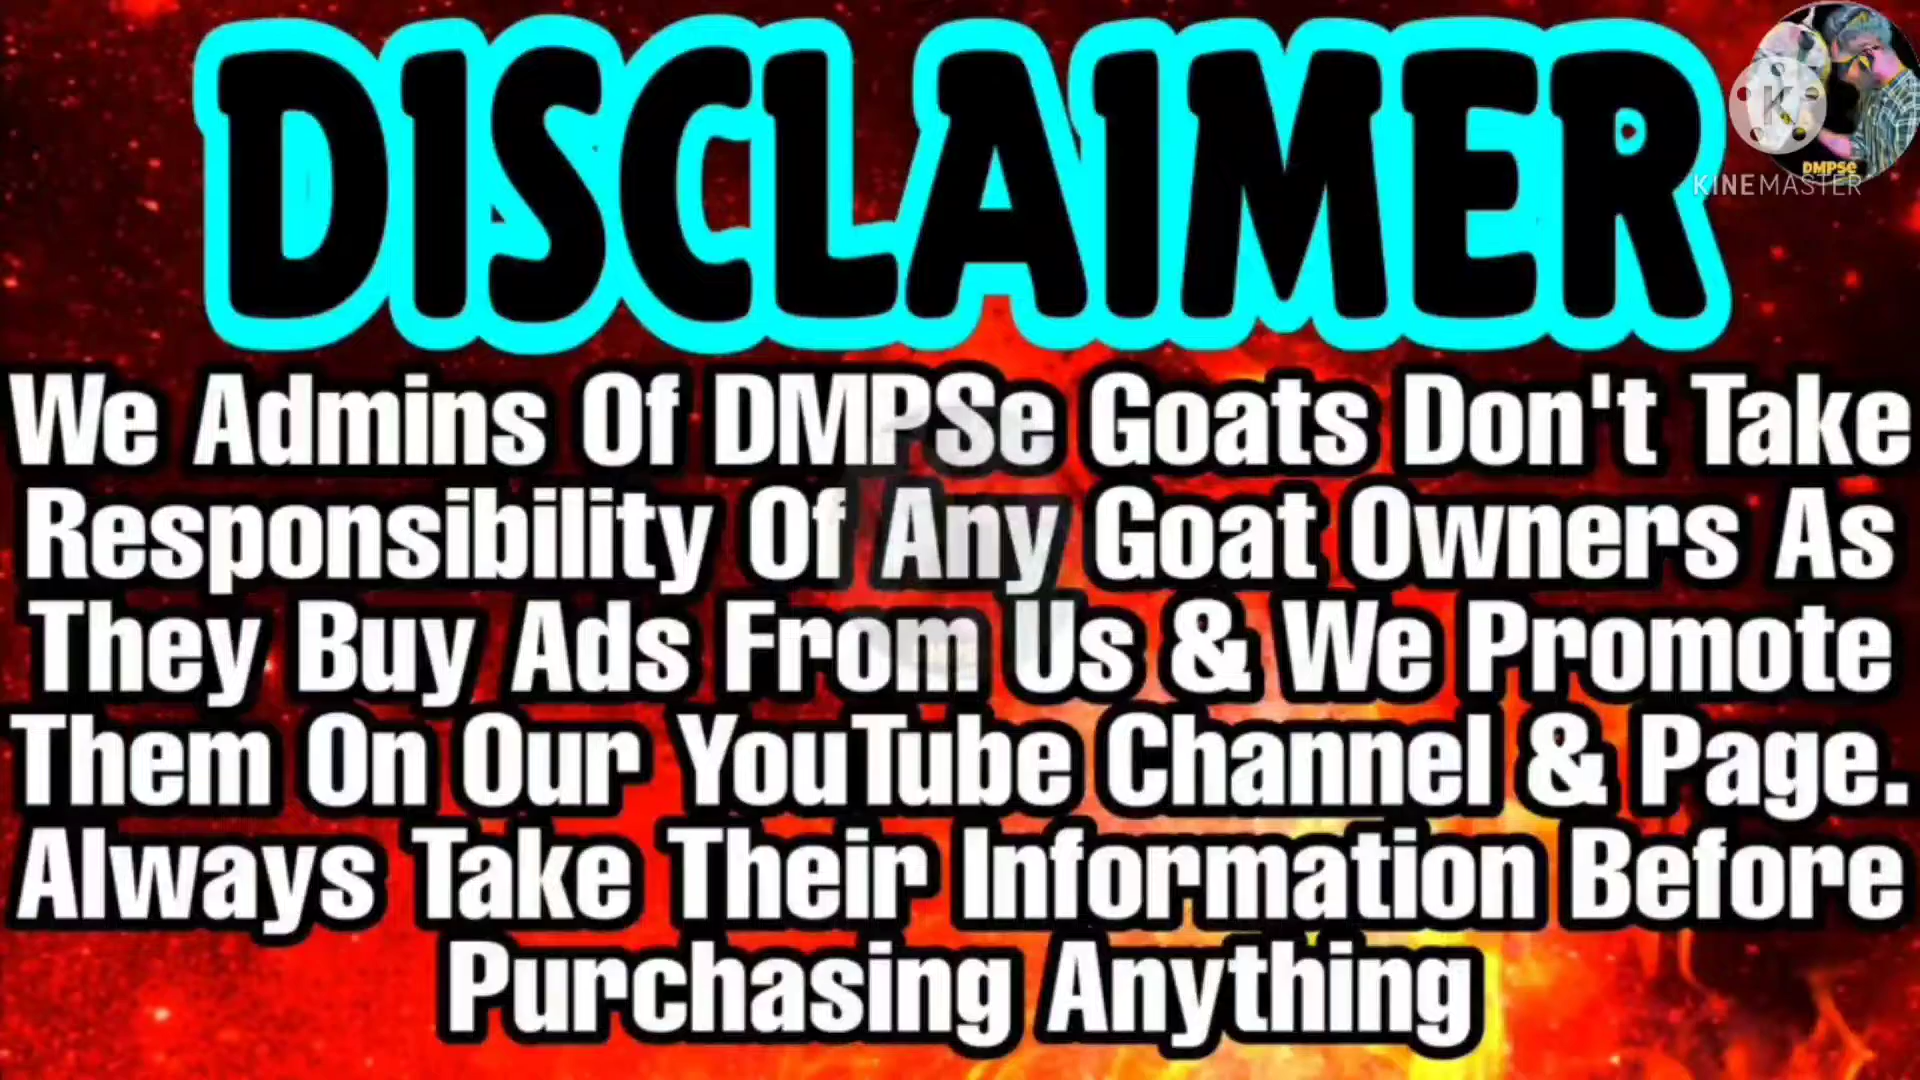 DISCLAIMER
DMPSe
KINEMASTER
We Admins Of DMPSe Goats Don't Take
Responsibility Of Any Goat Owners As
They Buy Ads From Us & We Promote
Them On Our YouTube Channel & Page.
Always Take Their Information Before
Purchasing Anything